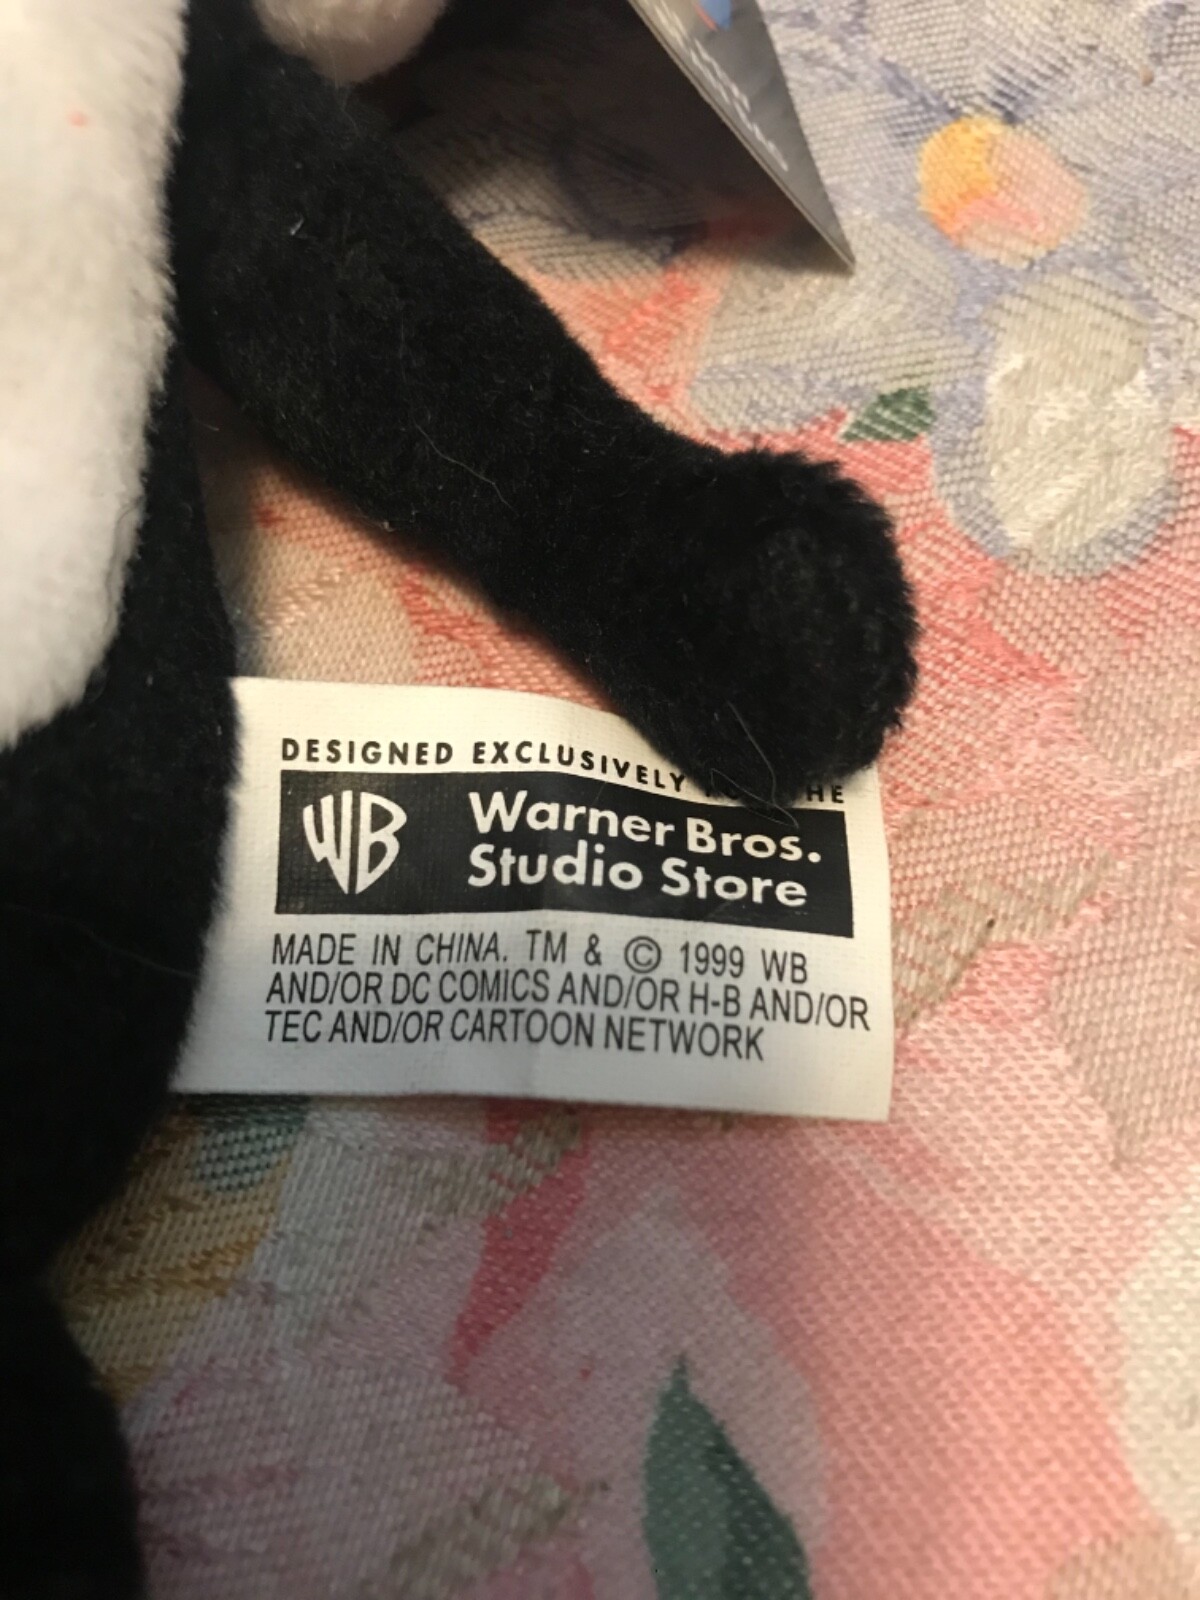 DESIGNED EXCLUSIVELY THE
WB
Warner Bros.
Studio Store
MADE IN CHINA. TM & © 1999 WB
AND/OR DC COMICS AND/OR H-B AND/OR
TEC AND/OR CARTOON NETWORK